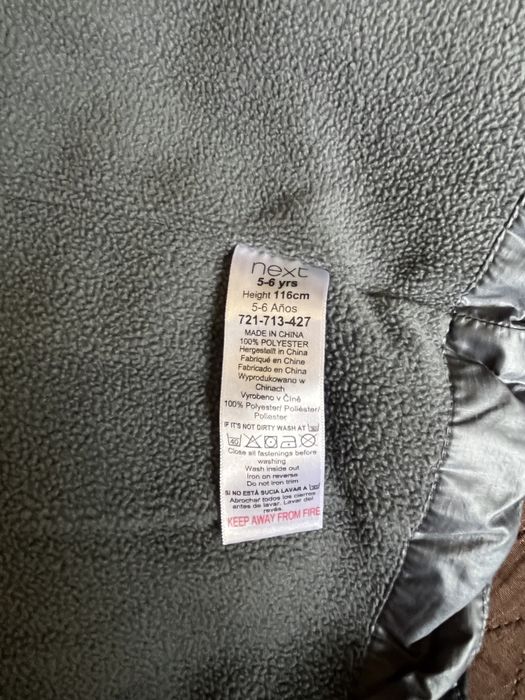 next
5-6 yrs
Height 116cm
5-6 Años
721-713-427
MADE IN CHINA
100% POLYESTER
Hergestellt in China
Fabriqué en Chine
Fabricado en China
Wyprodukowano w
Chinach
Vyrobeno v Číně
100% Polyester/ Poliéster/
Poliester
IF IT'S NOT DIRTY WASH AT
40
Close all fastenings before
washing
Wash inside out
Iron on reverse
Do not iron trim
SI NO ESTÁ SUCIA LAVAR A
Abrochar todos los cierres
antes de lavar. Lavar del
revés
KEEP AWAY FROM FIRE